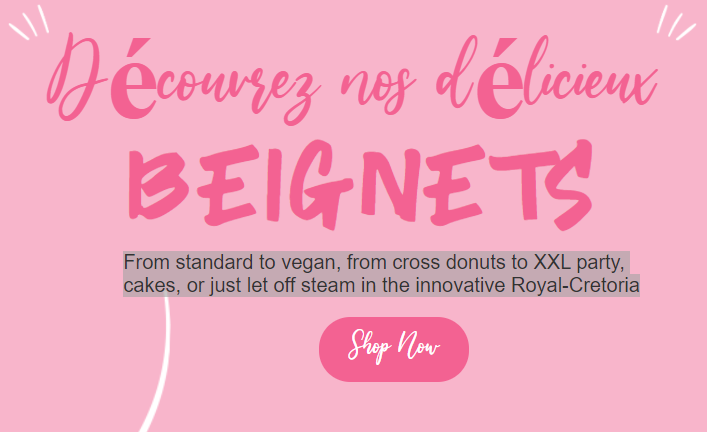 Découvrez nos délicieux
BEIGNETS
From standard to vegan, from cross donuts to XXL party,
cakes, or just let off steam in the innovative Royal-Cretoria
Shop Now